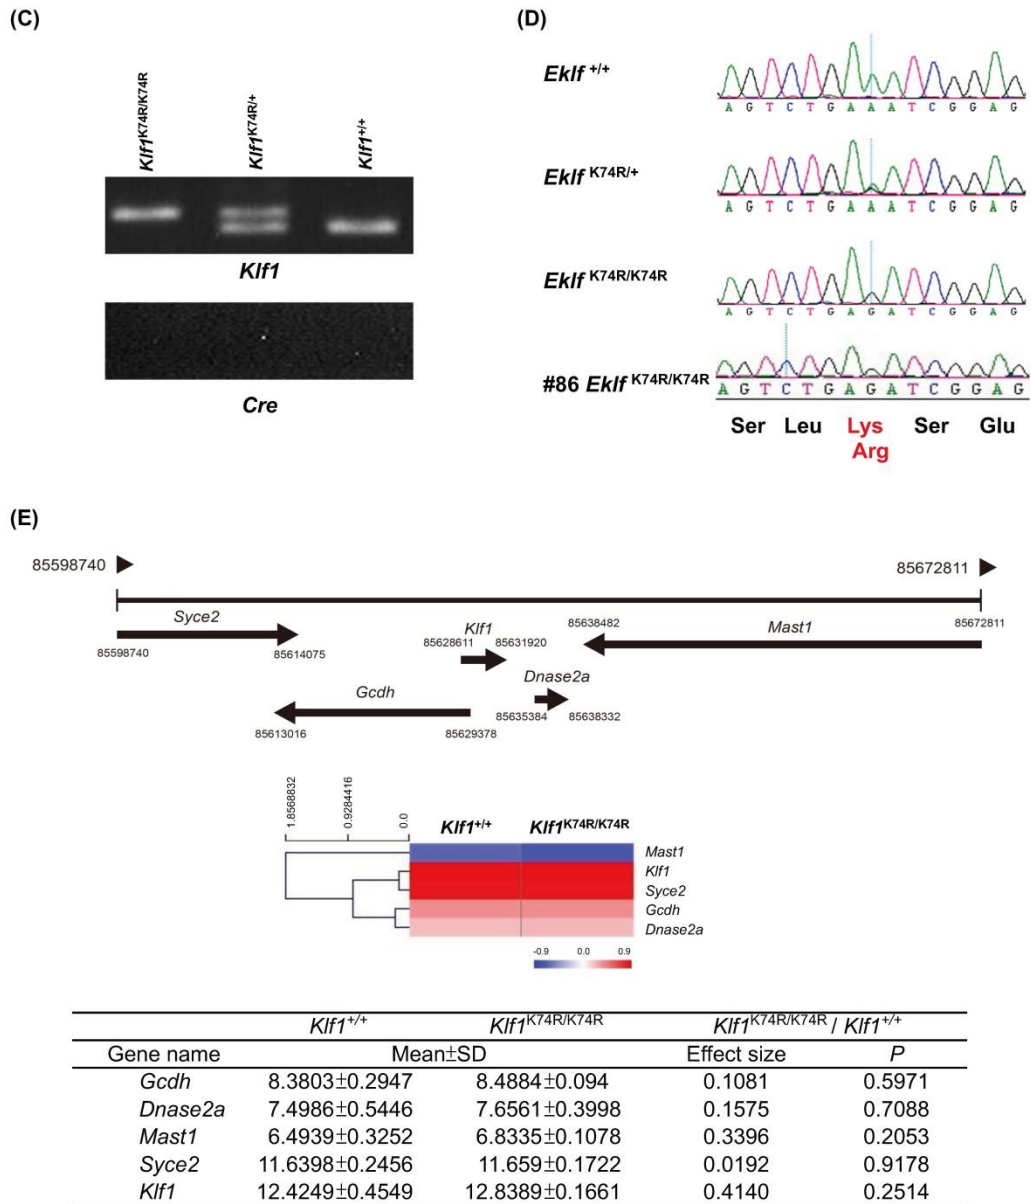 (C)
Klf1K74R/K74R
Klf1K74R/+
Klf1+/+
Klf1
Cre
(D)
Eklf +/+
A G T C T G A A A T C G G A G
Eklf K74R/+
A G T C T G A A A T C G G A G
Eklf K74R/K74R
A G T C T G A G A T C G G A G
#86 Eklf K74R/K74R
A G T C T G A G A T C G G A G
Ser Leu Lys Ser Glu
Arg
(E)
85598740
85672811
Syce2
85598740
85614075
Klf1
85628611
85631920
85638482
Mast1
85672811
Gcdh
85613016
85629378
Dnase2a
85635384
85638332
1.8568832
0.9284416
0.0
Klf1+/+
Klf1K74R/K74R
Mast1
Klf1
Syce2
Gcdh
Dnase2a
-0.9 0.0 0.9
Klf1+/+ Klf1K74R/K74R Klf1K74R/K74R / Klf1+/+
Gene name Mean±SD Effect size P
Gcdh 8.3803±0.2947 8.4884±0.094 0.1081 0.5971
Dnase2a 7.4986±0.5446 7.6561±0.3998 0.1575 0.7088
Mast1 6.4939±0.3252 6.8335±0.1078 0.3396 0.2053
Syce2 11.6398±0.2456 11.659±0.1722 0.0192 0.9178
Klf1 12.4249±0.4549 12.8389±0.1661 0.4140 0.2514